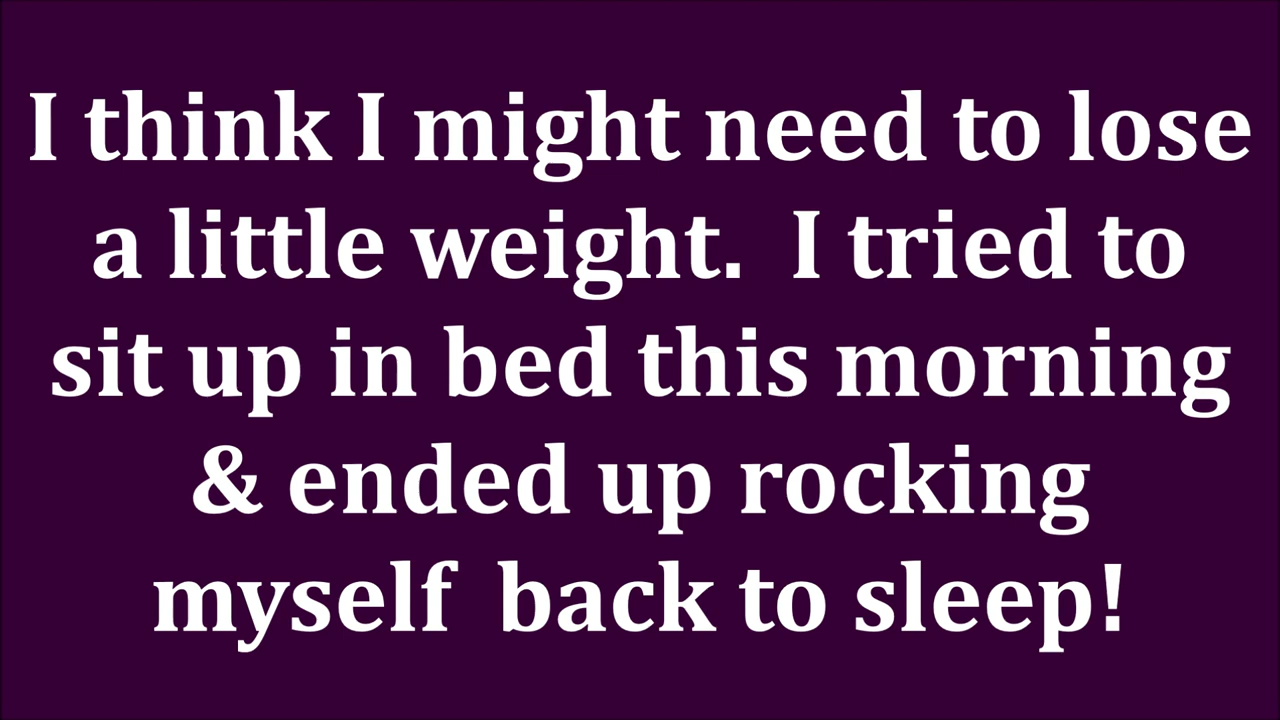 I think I might need to lose
a little weight.  I tried to
sit up in bed this morning
& ended up rocking
myself  back to sleep!